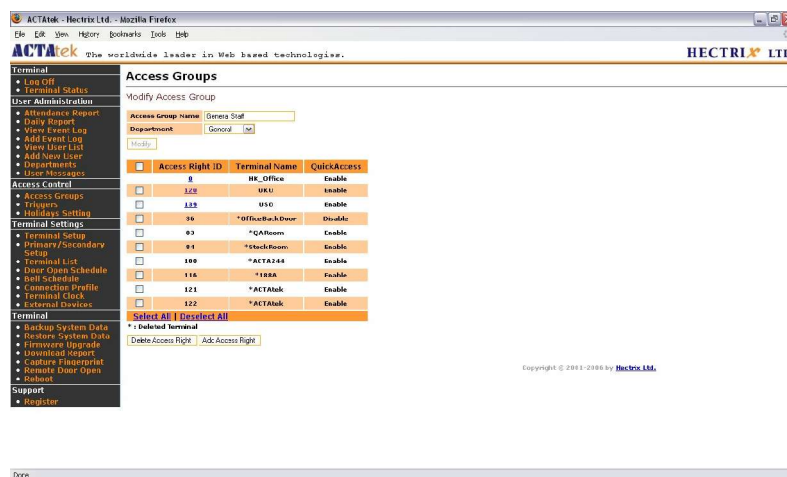 ACTAtek - Hectrix Ltd. - Mozilla Firefox
File Edit View History Bookmarks Tools Help
ACTAtek The worldwide leader in Web based technologies.
HECTRIX LTD
Terminal
• Log Off
• Terminal Status
User Administration
• Attendance Report
• Daily Report
• View Event Log
• Add Event Log
• View User List
• Add New User
• Departments
• User Messages
Access Control
• Access Groups
• Triggers
• Holidays Setting
Terminal Settings
• Terminal Setup
• Primary/Secondary
Setup
• Terminal List
• Door Open Schedule
• Bell Schedule
• Connection Profile
• Terminal Clock
• External Devices
Terminal
• Backup System Data
• Restore System Data
• Firmware Upgrade
• Download Report
• Capture Fingerprint
• Remote Door Open
• Reboot
Support
• Register
Access Groups
Modify Access Group
Access Group Name General Staff
Department General
Modify
Access Right ID Terminal Name QuickAccess
0 HK_Office Enable
120 UKO Enable
139 USO Enable
36 *OfficeBackDoor Disable
83 *QARoom Enable
84 *StockRoom Enable
100 *ACTA244 Enable
116 *188A Enable
121 *ACTAtek Enable
122 *ACTAtek Enable
Select All | Deselect All
* : Deleted Terminal
Delete Access Right Add Access Right
Copyright © 2001-2006 by Hectrix Ltd.
Done